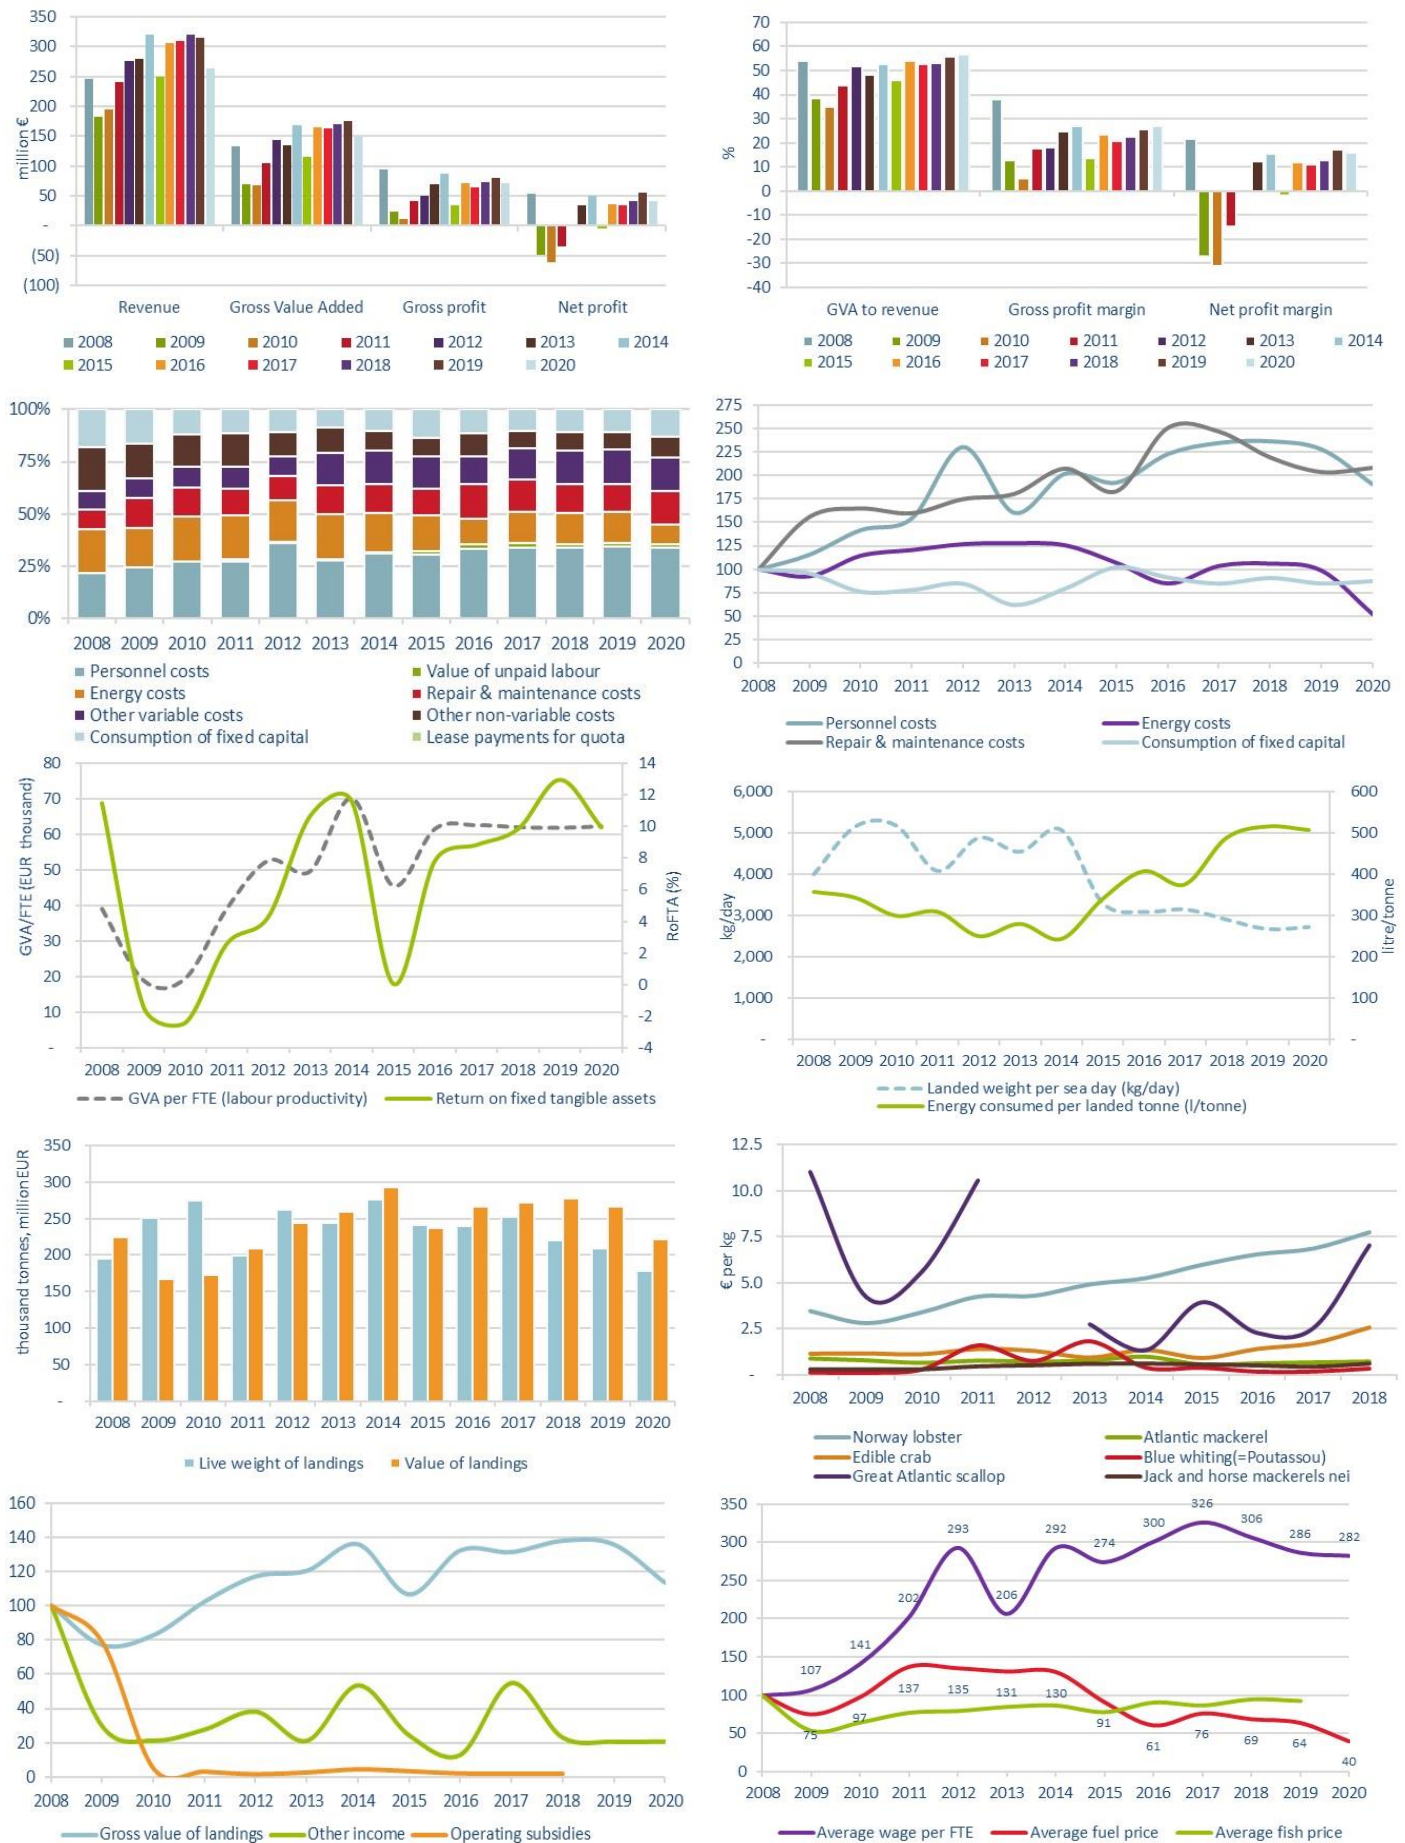 350
300
250
200
150
100
50
-
(50)
(100)
million €
Revenue Gross Value Added Gross profit Net profit
2008 2009 2010 2011 2012 2013 2014
2015 2016 2017 2018 2019 2020
70
60
50
40
30
20
10
0
-10
-20
-30
-40
%
GVA to revenue Gross profit margin Net profit margin
2008 2009 2010 2011 2012 2013 2014
2015 2016 2017 2018 2019 2020
100%
75%
50%
25%
0%
2008 2009 2010 2011 2012 2013 2014 2015 2016 2017 2018 2019 2020
Personnel costs Value of unpaid labour
Energy costs Repair & maintenance costs
Other variable costs Other non-variable costs
Consumption of fixed capital Lease payments for quota
275
250
225
200
175
150
125
100
75
50
25
0
2008 2009 2010 2011 2012 2013 2014 2015 2016 2017 2018 2019 2020
Personnel costs Energy costs
Repair & maintenance costs Consumption of fixed capital
80
70
60
50
40
30
20
10
-
GVA/FTE (EUR thousand)
14
12
10
8
6
4
2
0
-2
-4
RoFTA (%)
2008 2009 2010 2011 2012 2013 2014 2015 2016 2017 2018 2019 2020
GVA per FTE (labour productivity) Return on fixed tangible assets
6,000
5,000
4,000
3,000
2,000
1,000
-
kg/day
600
500
400
300
200
100
-
litre/tonne
2008 2009 2010 2011 2012 2013 2014 2015 2016 2017 2018 2019 2020
Landed weight per sea day (kg/day)
Energy consumed per landed tonne (l/tonne)
350
300
250
200
150
100
50
-
thousand tonnes, million EUR
2008 2009 2010 2011 2012 2013 2014 2015 2016 2017 2018 2019 2020
Live weight of landings Value of landings
12.5
10.0
7.5
5.0
2.5
-
€ per kg
2008 2009 2010 2011 2012 2013 2014 2015 2016 2017 2018
Norway lobster Atlantic mackerel
Edible crab Blue whiting(=Poutassou)
Great Atlantic scallop Jack and horse mackerels nei
160
140
120
100
80
60
40
20
0
2008 2009 2010 2011 2012 2013 2014 2015 2016 2017 2018 2019 2020
Gross value of landings Other income Operating subsidies
350
300
250
200
150
100
50
0
107 141 202 293 206 292 274 300 326 306 286 282
75 97 137 135 131 130 91 61 76 69 64 40
2008 2009 2010 2011 2012 2013 2014 2015 2016 2017 2018 2019 2020
Average wage per FTE Average fuel price Average fish price